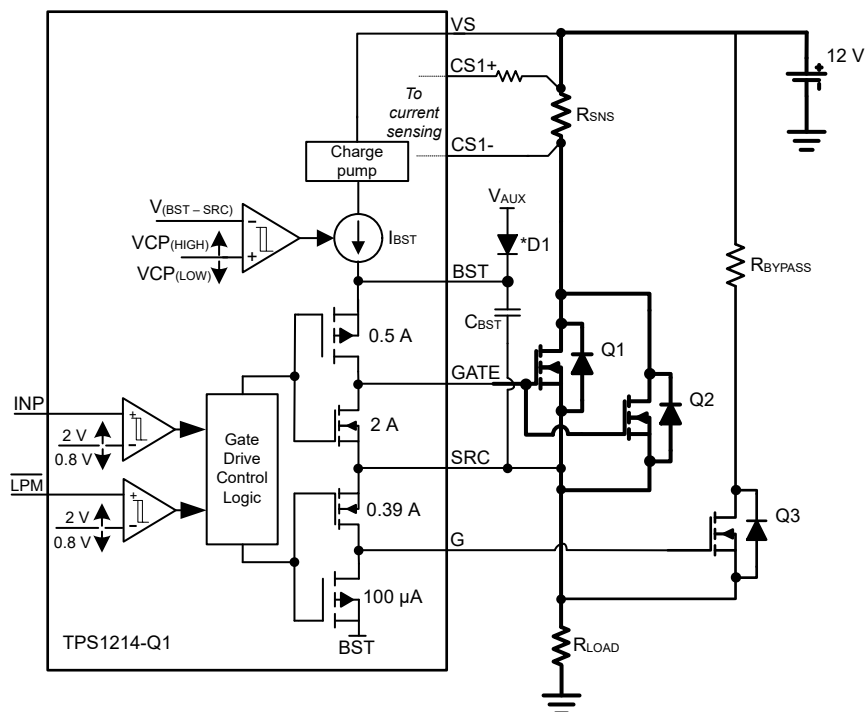 VS
12 V
CS1+
To
current
sensing
RSNS
CS1-
Charge
pump
VAUX
V(BST – SRC)
*D1
IBST
VCP(HIGH)
VCP(LOW)
BST
RBYPASS
CBST
0.5 A
Q1
GATE
Q2
INP
2 A
2 V
0.8 V
Gate
Drive
Control
Logic
SRC
LPM
0.39 A
2 V
0.8 V
Q3
G
100 µA
TPS1214-Q1
BST
RLOAD